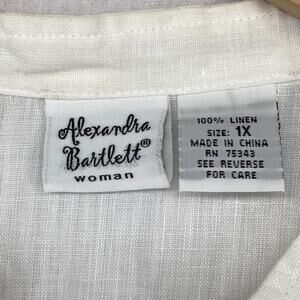 Alexandra
Bartlett®
woman
100% LINEN
SIZE: 1X
MADE IN CHINA
RN 75343
SEE REVERSE
FOR CARE